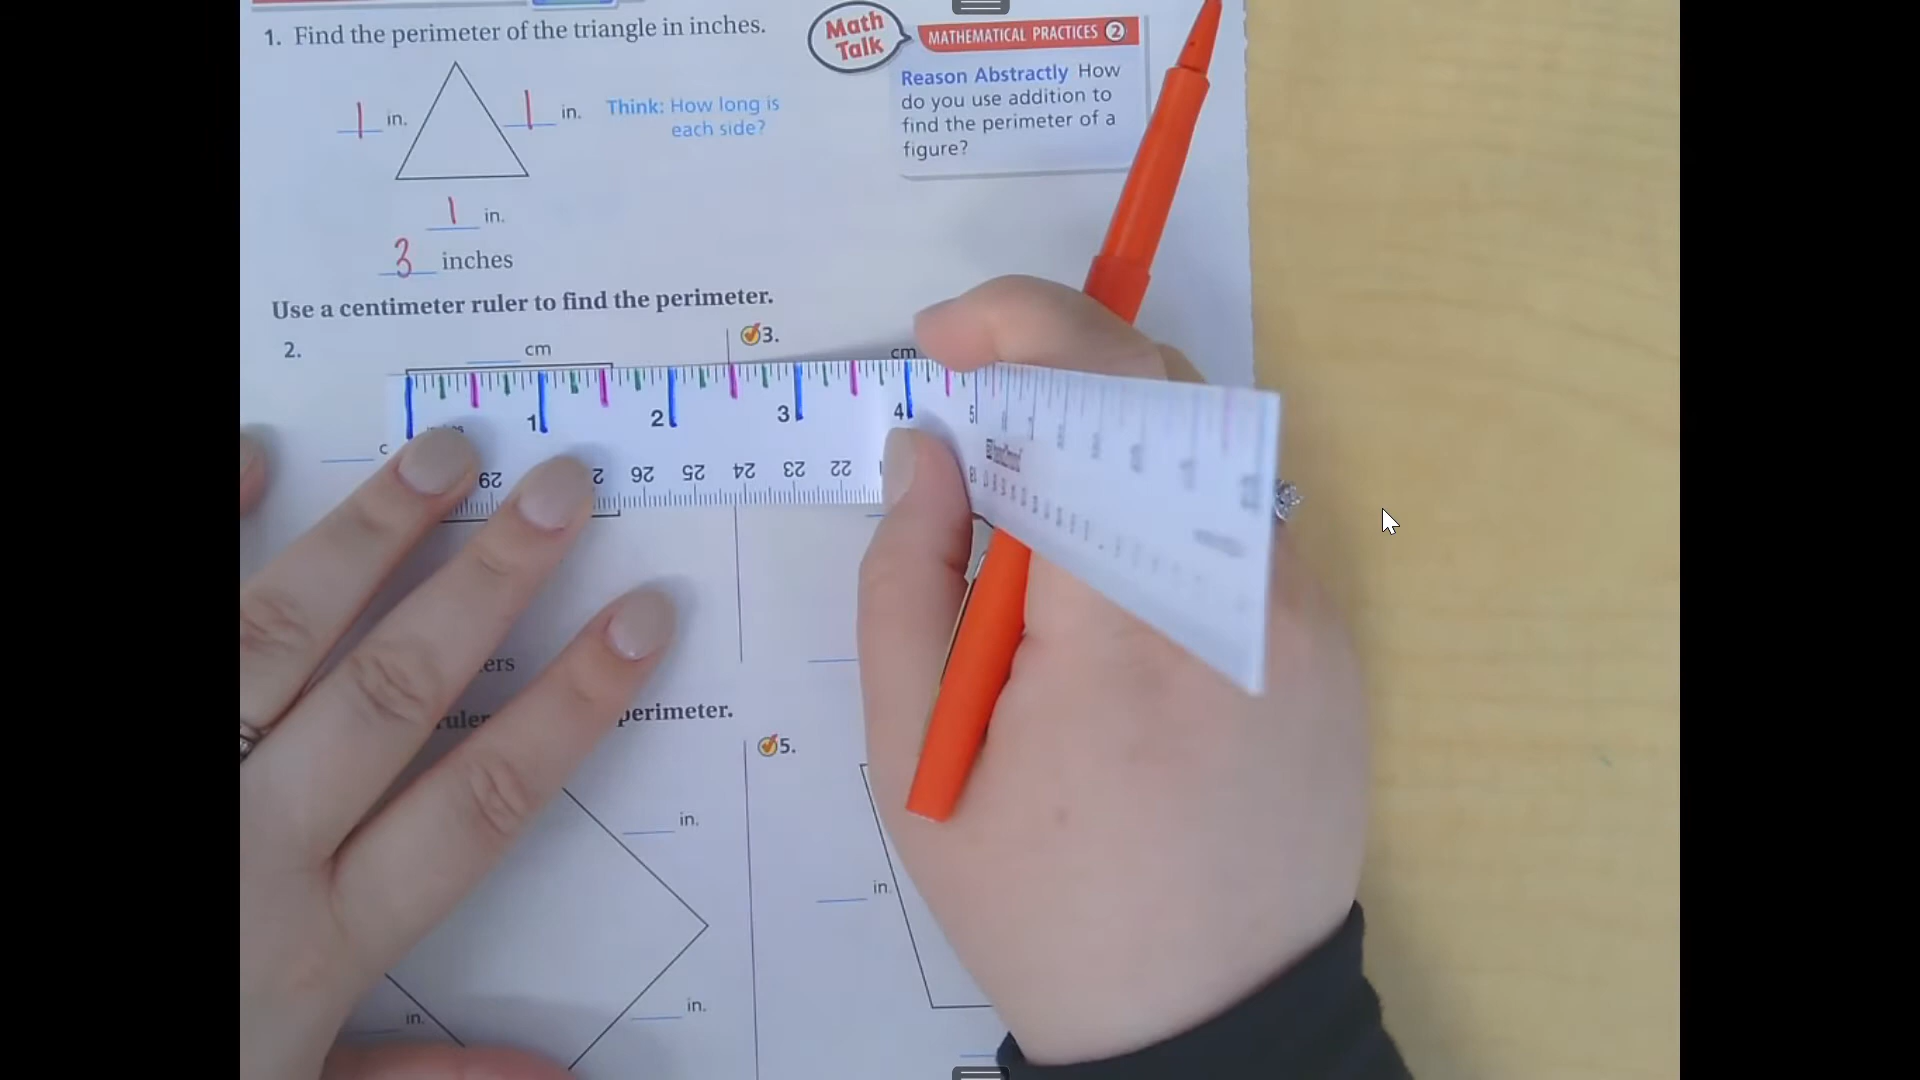 1. Find the perimeter of the triangle in inches.
Math
Talk
MATHEMATICAL PRACTICES 2
Reason Abstractly How
do you use addition to
find the perimeter of a
figure?
1 in.
1 in.
Think: How long is
each side?
1 in.
3 inches
Use a centimeter ruler to find the perimeter.
2.
cm
3.
cm
1 2 3 4 5
29 26 25 24 23 22
ers
ruler
perimeter.
5.
in.
in.
in.
in.